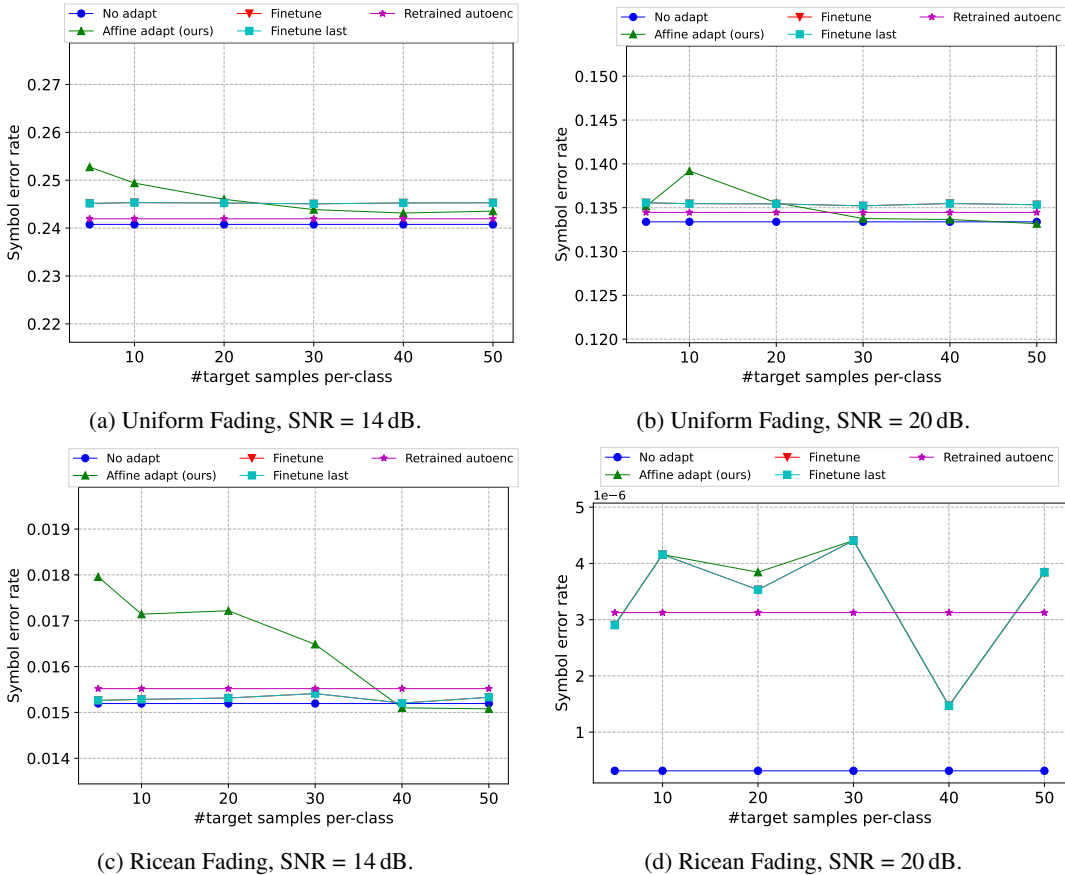 No adapt
Affine adapt (ours)
Finetune
Finetune last
Retrained autoenc
0.27
0.26
0.25
0.24
0.23
0.22
Symbol error rate
10 20 30 40 50
#target samples per-class
(a) Uniform Fading, SNR = 14 dB.
No adapt
Affine adapt (ours)
Finetune
Finetune last
Retrained autoenc
0.150
0.145
0.140
0.135
0.130
0.125
0.120
Symbol error rate
10 20 30 40 50
#target samples per-class
(b) Uniform Fading, SNR = 20 dB.
No adapt
Affine adapt (ours)
Finetune
Finetune last
Retrained autoenc
0.019
0.018
0.017
0.016
0.015
0.014
Symbol error rate
10 20 30 40 50
#target samples per-class
(c) Ricean Fading, SNR = 14 dB.
No adapt
Affine adapt (ours)
Finetune
Finetune last
Retrained autoenc
1e−6
5
4
3
2
1
Symbol error rate
10 20 30 40 50
#target samples per-class
(d) Ricean Fading, SNR = 20 dB.